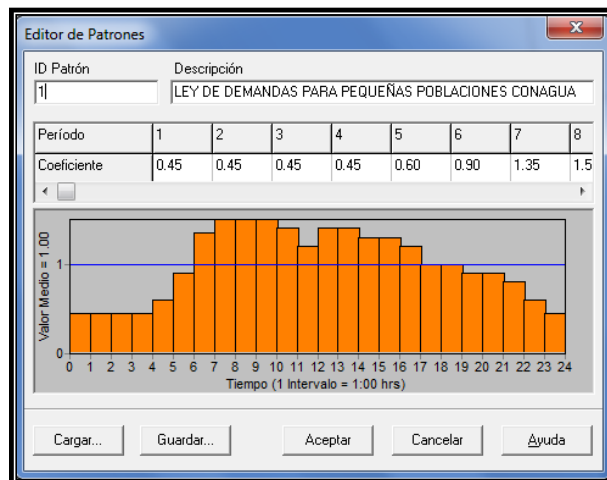 Editor de Patrones
ID Patrón Descripción
1 LEY DE DEMANDAS PARA PEQUEÑAS POBLACIONES CONAGUA
Período 1 2 3 4 5 6 7 8
Coeficiente 0.45 0.45 0.45 0.45 0.60 0.90 1.35 1.5
Valor Medio = 1.00
1
0
0 1 2 3 4 5 6 7 8 9 10 11 12 13 14 15 16 17 18 19 20 21 22 23 24
Tiempo (1 Intervalo = 1:00 hrs)
Cargar... Guardar... Aceptar Cancelar Ayuda